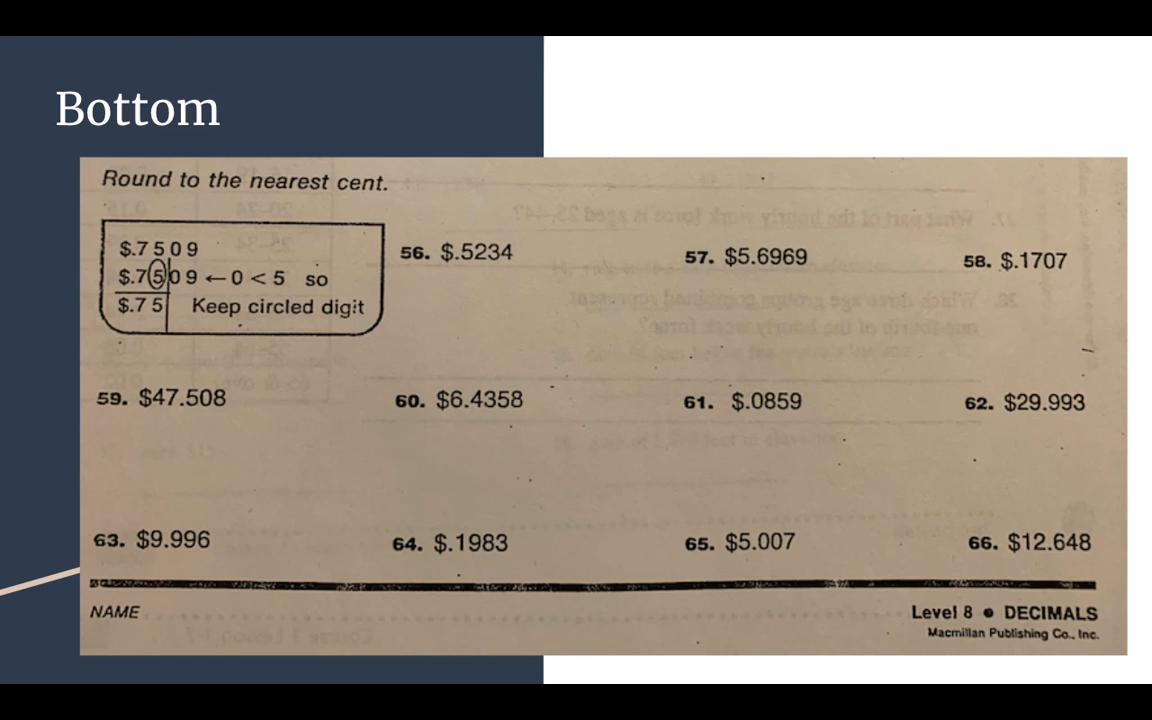 Bottom
Round to the nearest cent.
$.7509
$.7509 ← 0 < 5 so
$.75 Keep circled digit
56. $.5234
57. $5.6969
58. $.1707
59. $47.508
60. $6.4358
61. $.0859
62. $29.993
63. $9.996
64. $.1983
65. $5.007
66. $12.648
NAME
Level 8 ● DECIMALS
Macmillan Publishing Co., Inc.